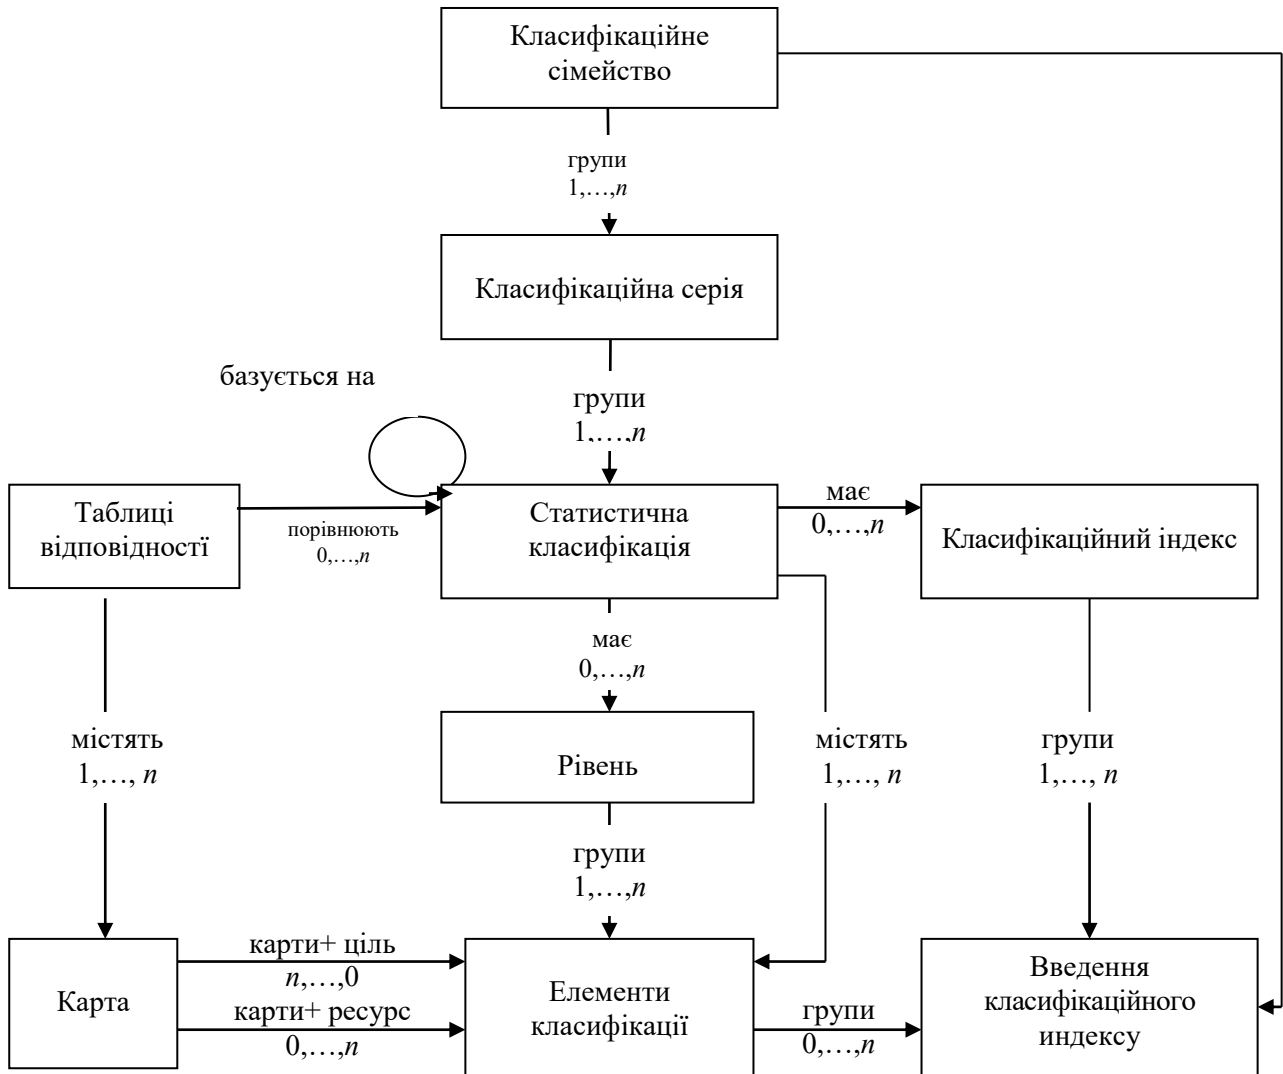 Класифікаційне
сімейство
групи
1,…,n
Класифікаційна серія
базується на
групи
1,…,n
Таблиці
відповідності
порівнюють
0,…,n
Статистична
класифікація
має
0,…,n
Класифікаційний індекс
має
0,…,n
містять
1,…, n
Рівень
містять
1,…, n
групи
1,…, n
групи
1,…,n
Карта
карти+ ціль
n,…,0
карти+ ресурс
0,…,n
Елементи
класифікації
групи
0,…,n
Введення
класифікаційного
индексу